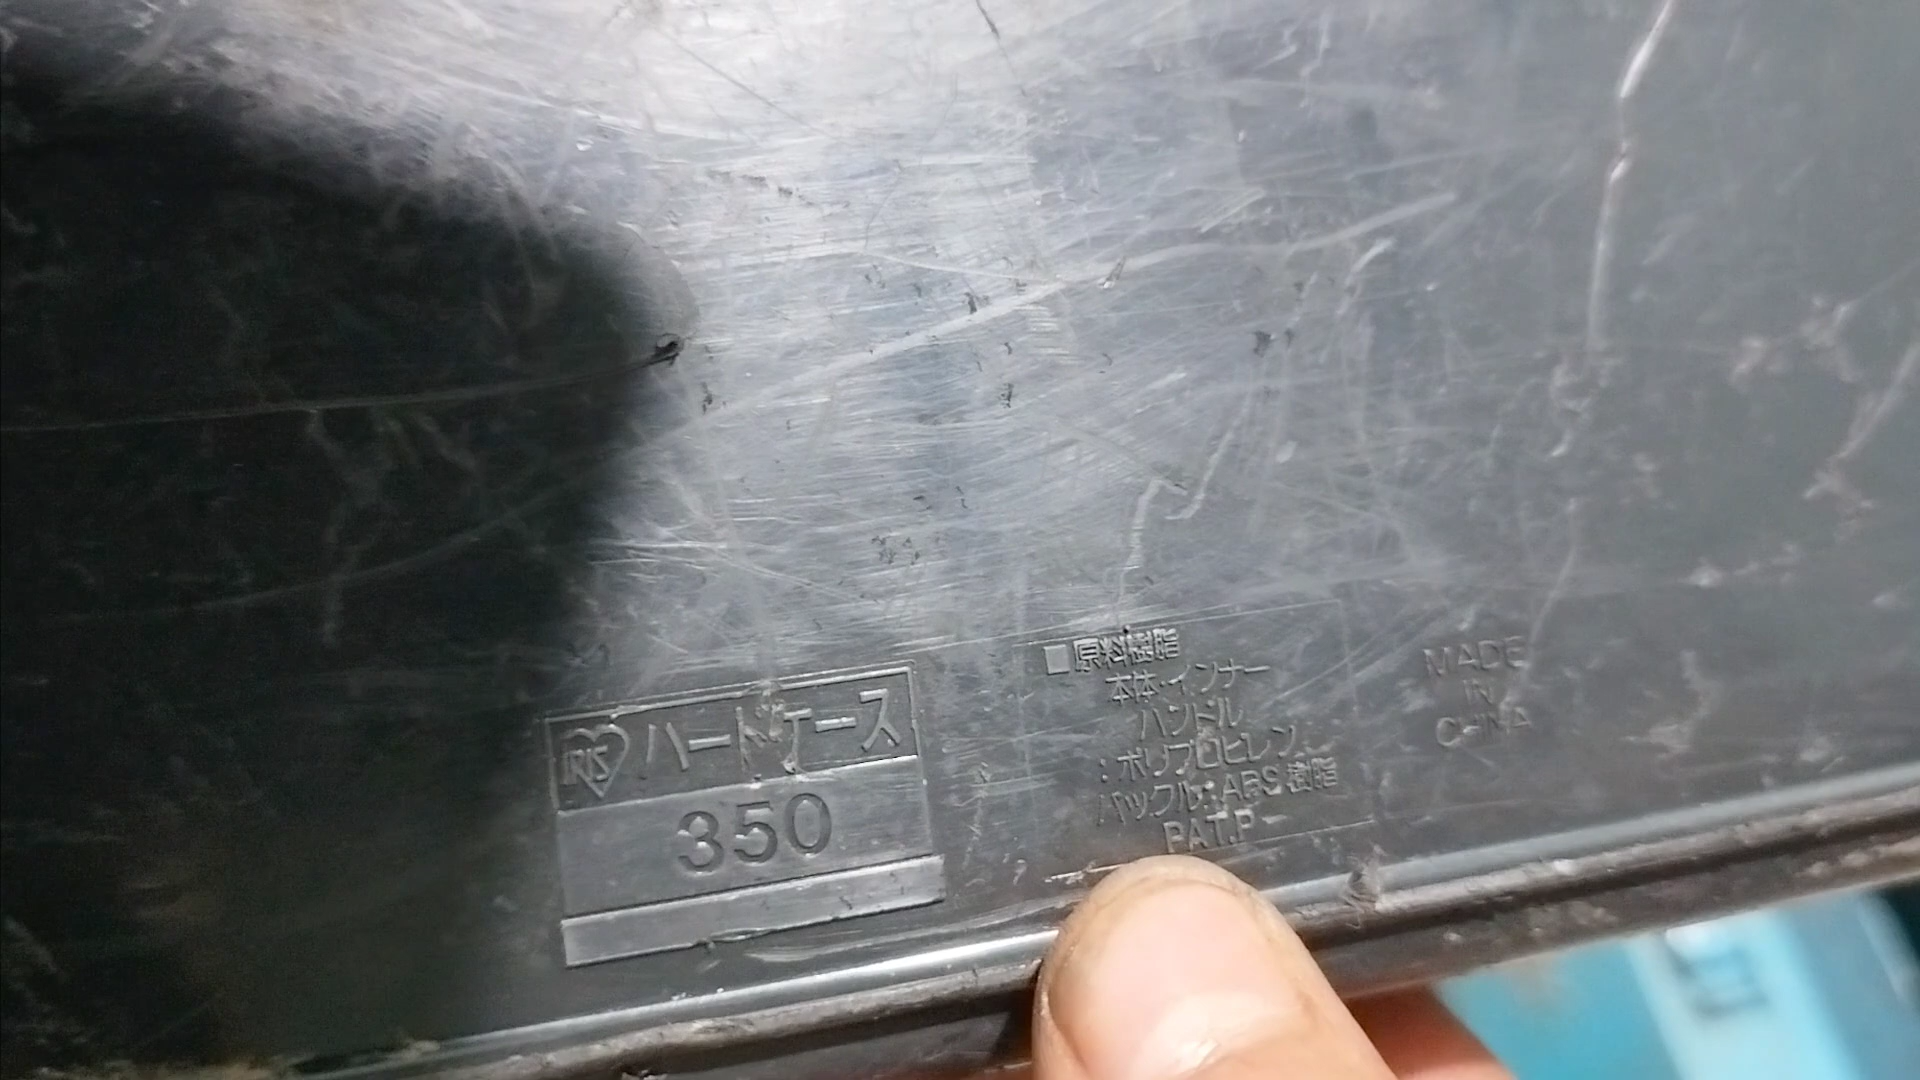 IRIS ハードケース
350
■原料樹脂
本体・インナー
ハンドル
:ポリプロピレン
バックル:ABS樹脂
PAT.P
MADE
IN
CHINA